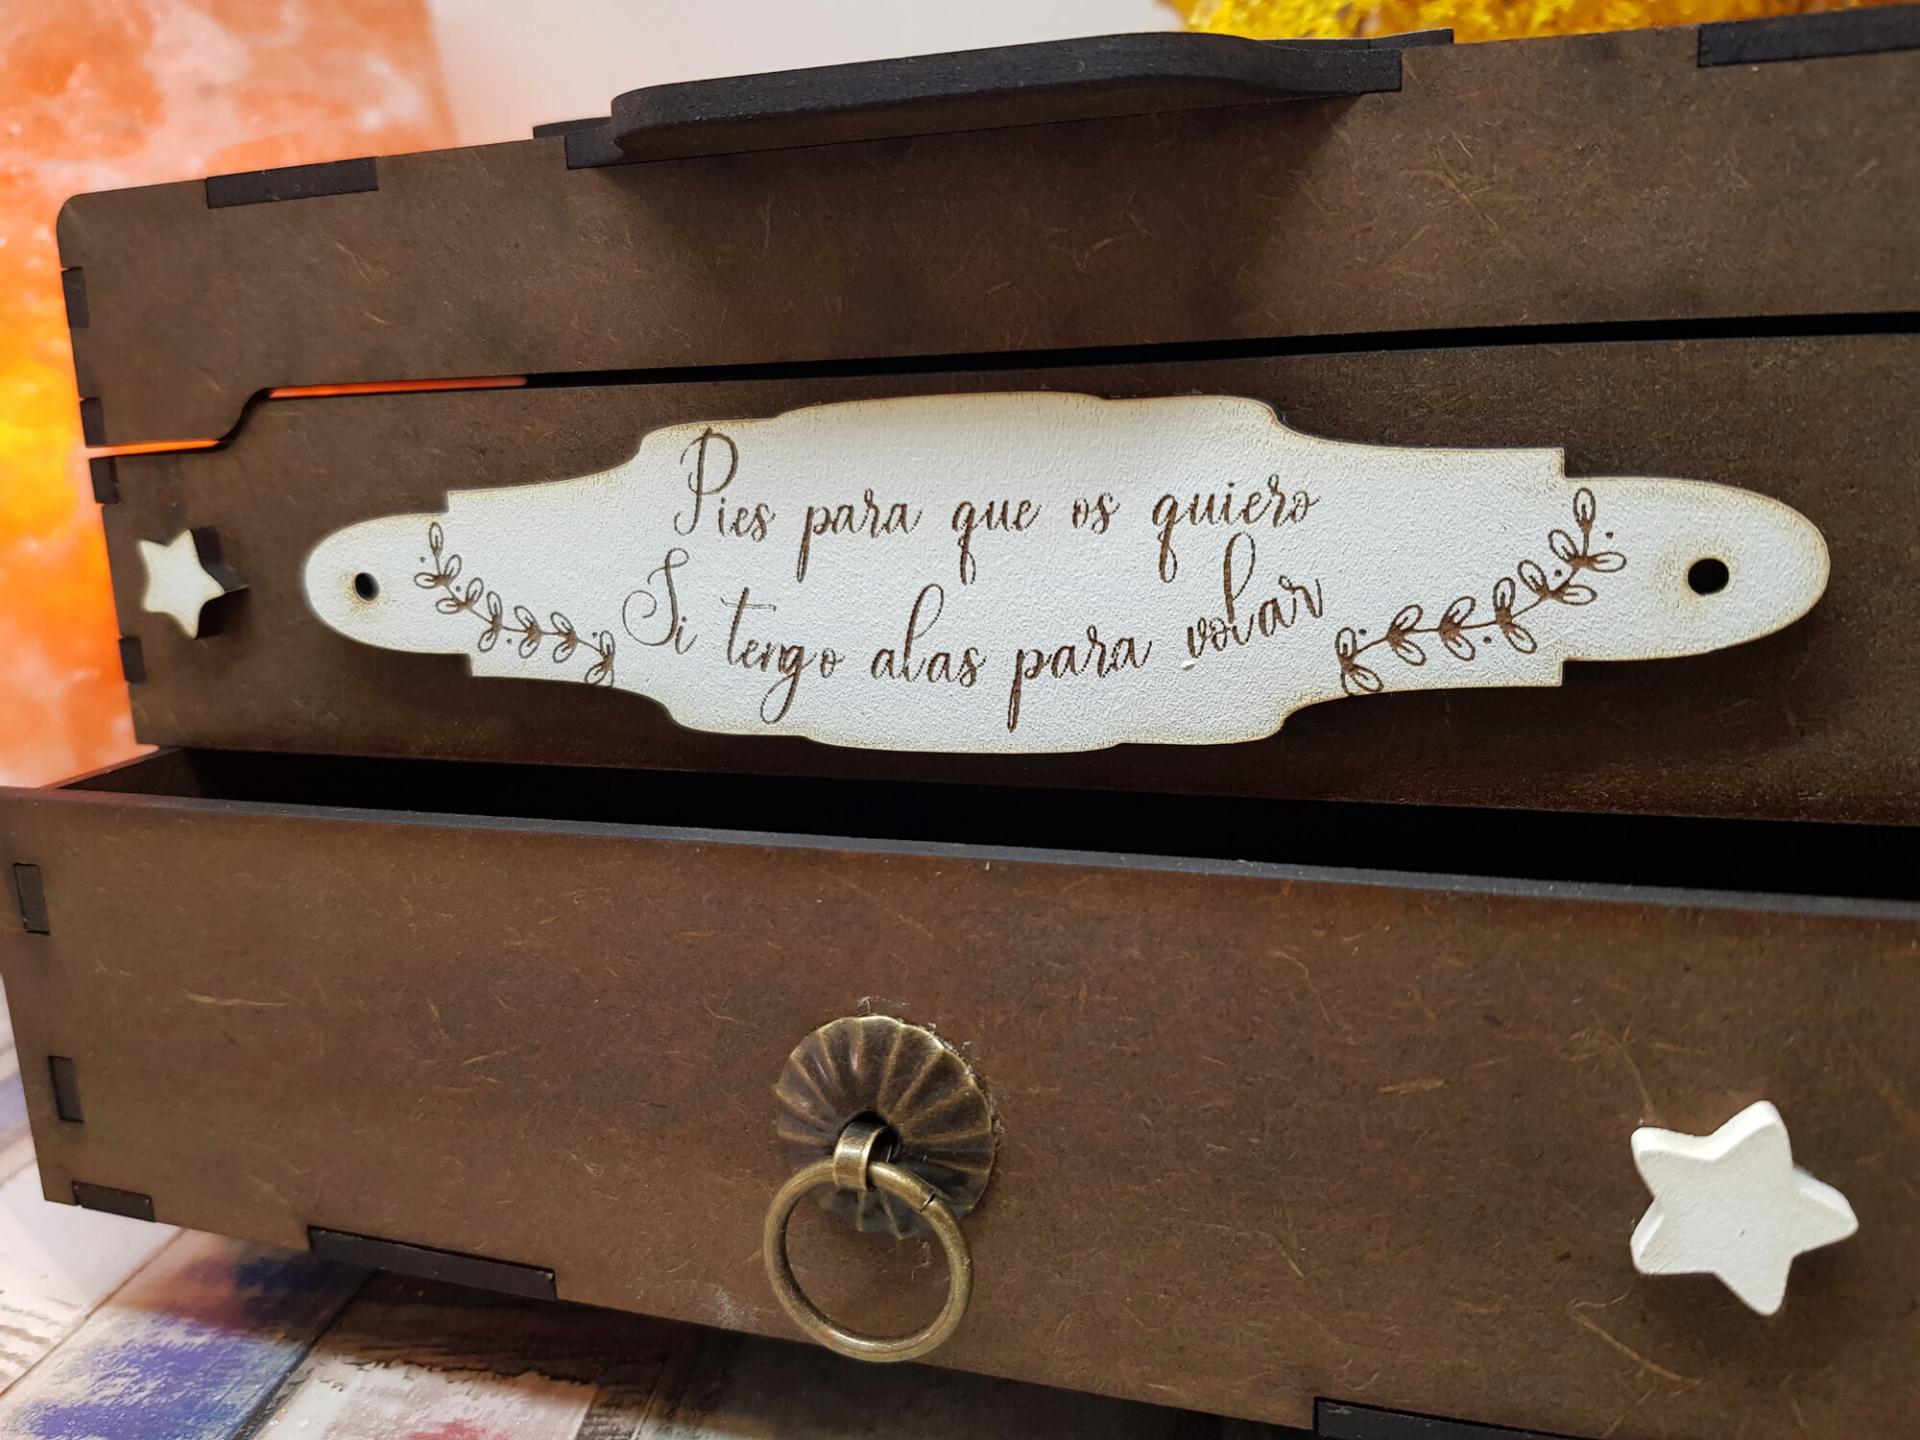 Pies para que os quiero
Si tengo alas para volar